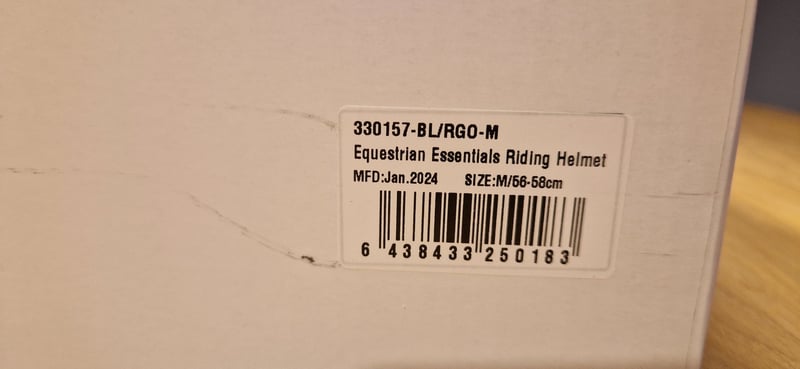 330157-BL/RGO-M
Equestrian Essentials Riding Helmet
MFD:Jan.2024 SIZE:M/56-58cm
6 438433 250183